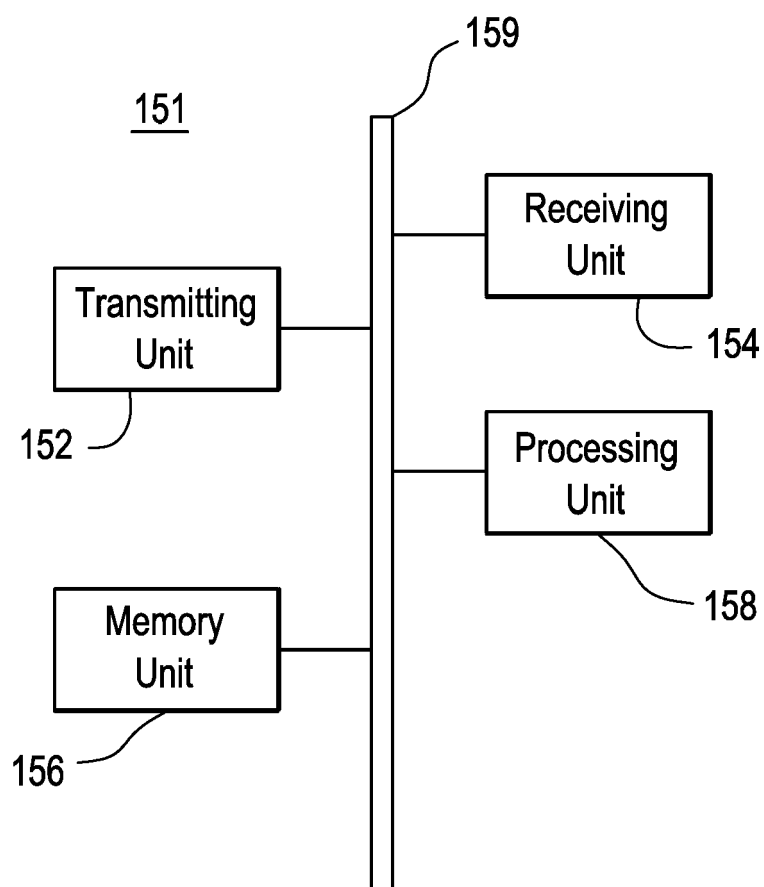 159
151
Receiving
Unit
154
Transmitting
Unit
152
Processing
Unit
158
Memory
Unit
156